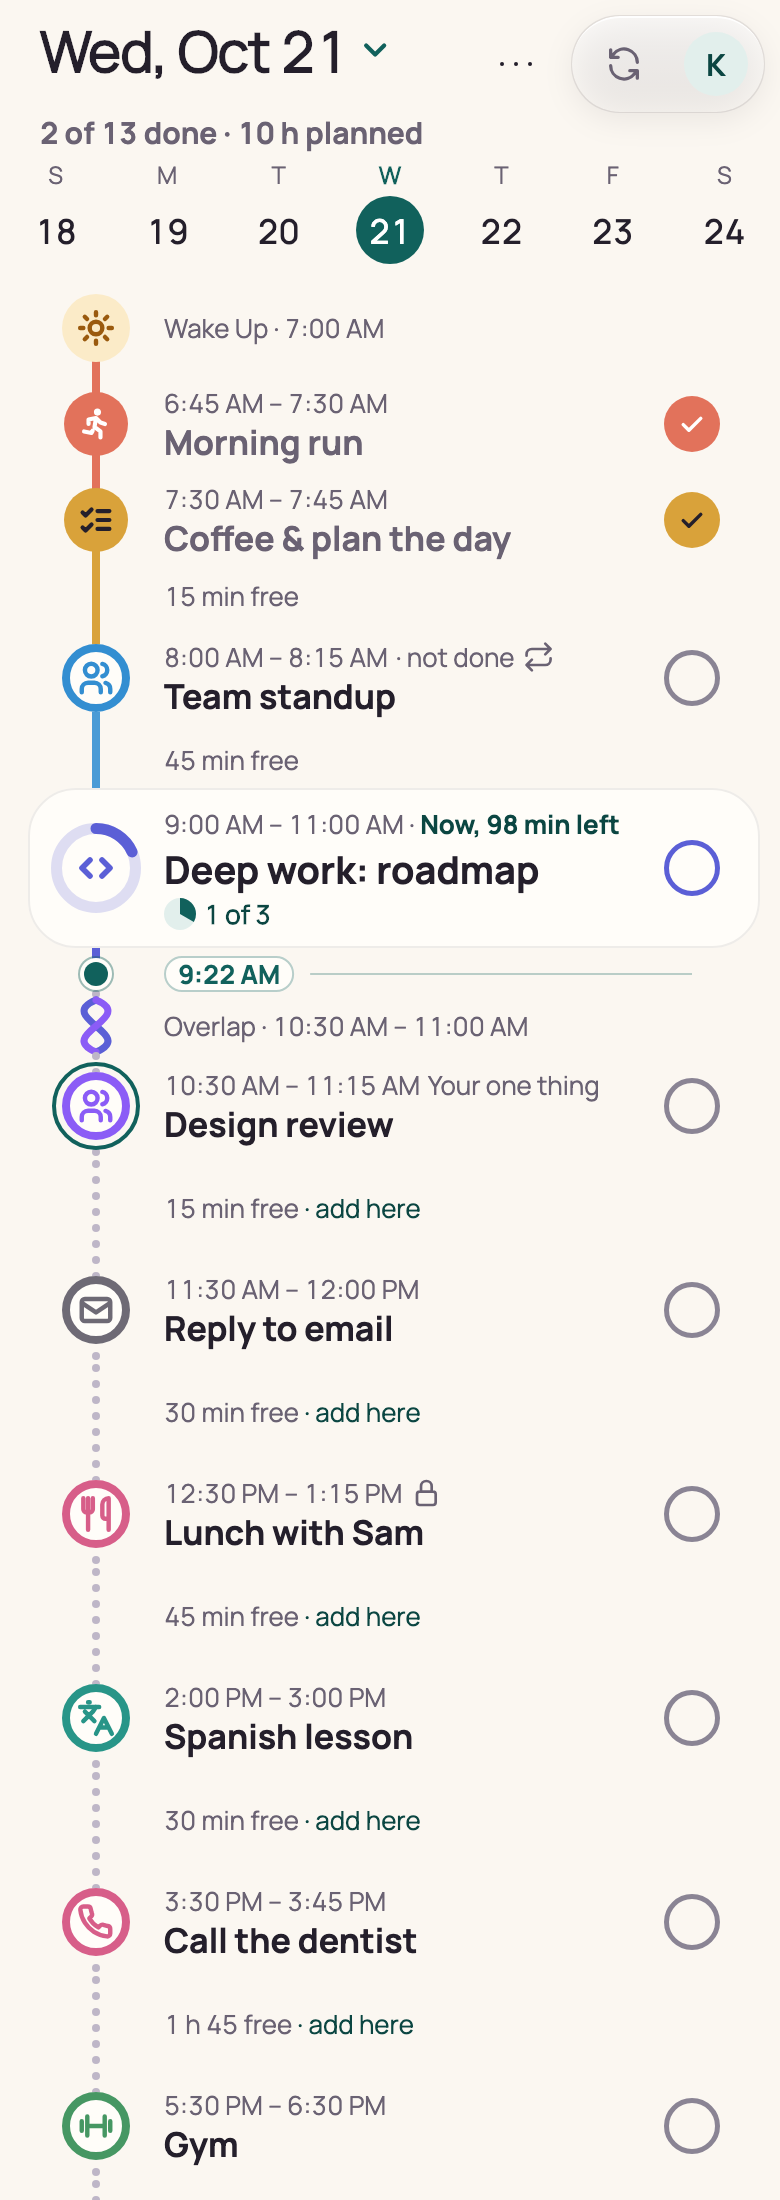 Wed, Oct 21
...
K
2 of 13 done · 10 h planned
S M T W T F S
18 19 20 21 22 23 24
Wake Up · 7:00 AM
6:45 AM – 7:30 AM
Morning run
7:30 AM – 7:45 AM
Coffee & plan the day
15 min free
8:00 AM – 8:15 AM · not done
Team standup
45 min free
9:00 AM – 11:00 AM · Now, 98 min left
Deep work: roadmap
1 of 3
9:22 AM
Overlap · 10:30 AM – 11:00 AM
10:30 AM – 11:15 AM Your one thing
Design review
15 min free · add here
11:30 AM – 12:00 PM
Reply to email
30 min free · add here
12:30 PM – 1:15 PM
Lunch with Sam
45 min free · add here
2:00 PM – 3:00 PM
Spanish lesson
30 min free · add here
3:30 PM – 3:45 PM
Call the dentist
1 h 45 free · add here
5:30 PM – 6:30 PM
Gym